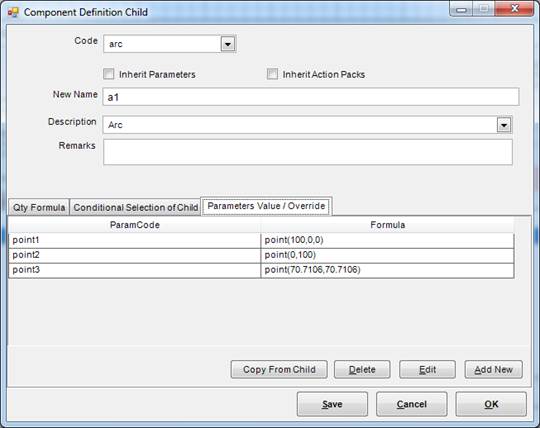 Component Definition Child
Code arc
Inherit Parameters Inherit Action Packs
New Name a1
Description Arc
Remarks
Qty Formula Conditional Selection of Child Parameters Value / Override
ParamCode Formula
point1 point(100,0,0)
point2 point(0,100)
point3 point(70.7106,70.7106)
Copy From Child Delete Edit Add New
Save Cancel OK